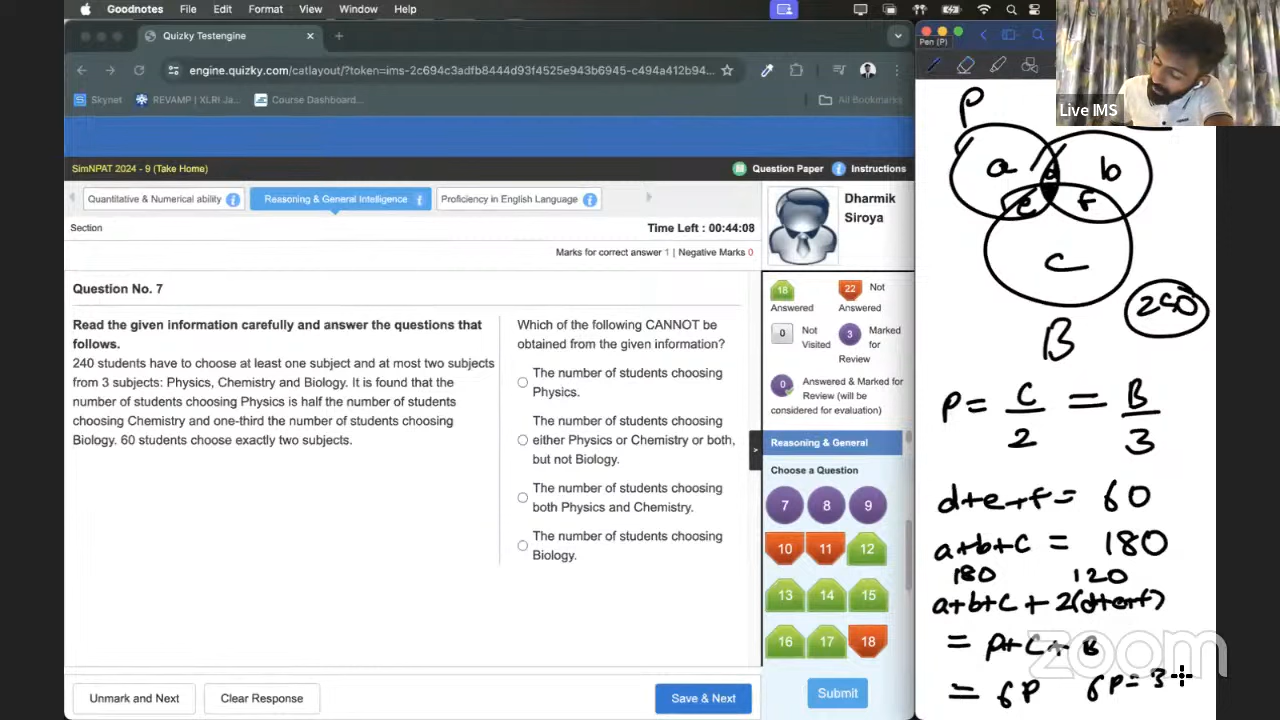 Goodnotes File Edit Format View Window Help
Quizky Testengine
engine.quizky.com/catlayout/?token=ims-2c694c3adfb8444d93f4525e943b6945-c494a412b94...
Skynet REVAMP | XLRI Ja... Course Dashboard... All Bookmarks
SimNPAT 2024 - 9 (Take Home) Question Paper Instructions
Quantitative & Numerical ability Reasoning & General Intelligence Proficiency in English Language
Section Time Left : 00:44:08
Marks for correct answer 1 | Negative Marks 0
Question No. 7
Read the given information carefully and answer the questions that
follows.
240 students have to choose at least one subject and at most two subjects
from 3 subjects: Physics, Chemistry and Biology. It is found that the
number of students choosing Physics is half the number of students
choosing Chemistry and one-third the number of students choosing
Biology. 60 students choose exactly two subjects.
Which of the following CANNOT be
obtained from the given information?
The number of students choosing
Physics.
The number of students choosing
either Physics or Chemistry or both,
but not Biology.
The number of students choosing
both Physics and Chemistry.
The number of students choosing
Biology.
Unmark and Next Clear Response Save & Next
Dharmik
Siroya
18 Answered
22 Not Answered
0 Not Visited
3 Marked for Review
0 Answered & Marked for
Review (will be
considered for evaluation)
>
Reasoning & General
Choose a Question
7 8 9
10 11 12
13 14 15
16 17 18
Submit
Pen (P)
Live IMS
P
a b
e f
c
240
B
P = C/2 = B/3
d+e+f = 60
a+b+c = 180
180 120
a+b+c + 2(d+e+f)
= P+C+B
= 6P 6P = 3
zoom